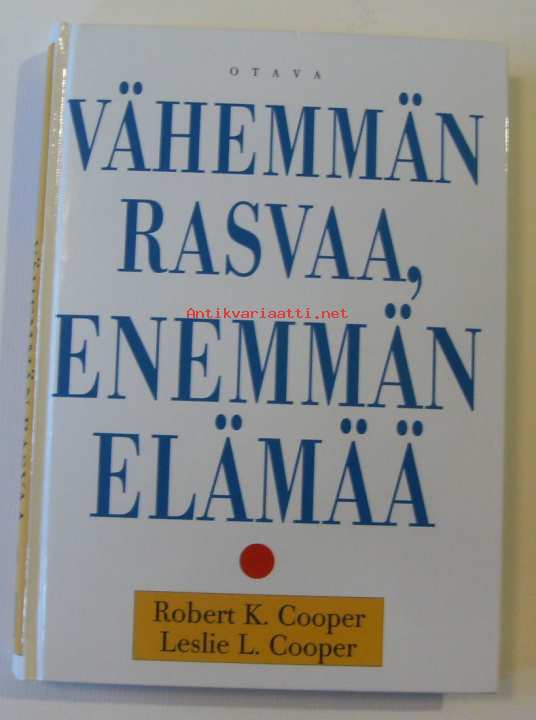 OTAVA
VÄHEMMÄN
RASVAA,
Antikvariaatti.net
ENEMMÄN
ELÄMÄÄ
Robert K. Cooper
Leslie L. Cooper